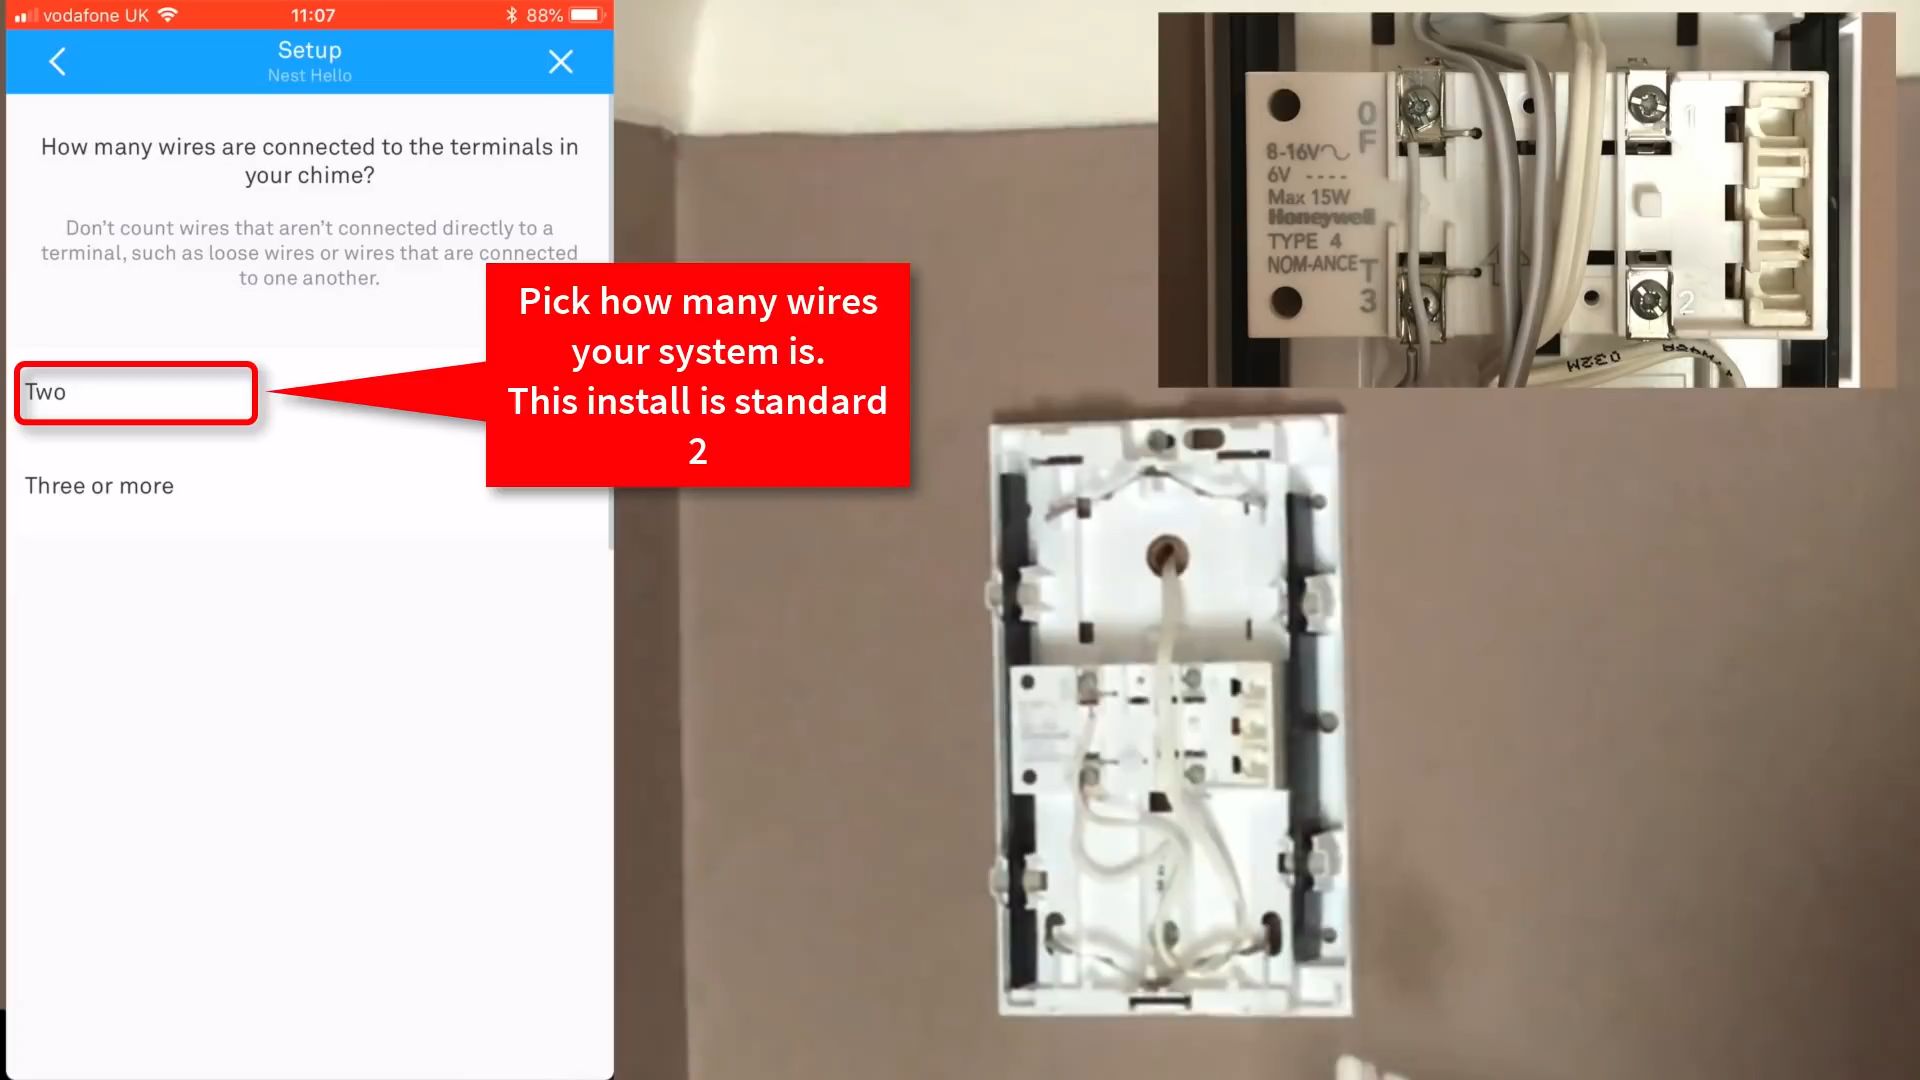 vodafone UK
11:07
88%
Setup
Nest Hello
How many wires are connected to the terminals in
your chime?
Don't count wires that aren't connected directly to a
terminal, such as loose wires or wires that are connected
to one another.
Two
Three or more
Pick how many wires
your system is.
This install is standard
2
0
F
8-16V
6V ----
Max 15W
Honeywell
TYPE 4
NOM-ANCE
T
3
1
2
032M